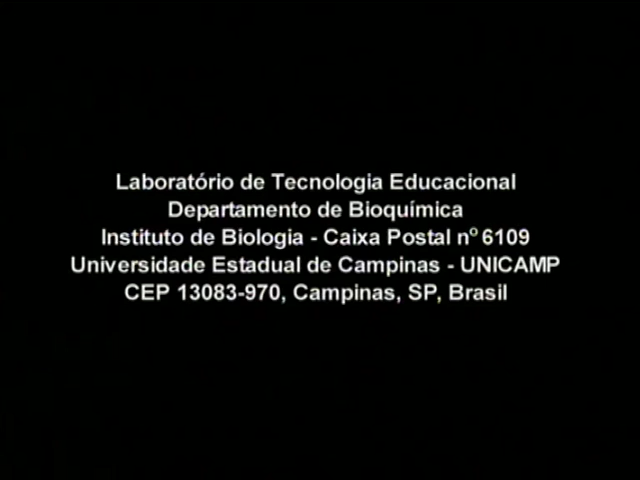 Laboratório de Tecnologia Educacional
Departamento de Bioquímica
Instituto de Biologia - Caixa Postal nº 6109
Universidade Estadual de Campinas - UNICAMP
CEP 13083-970, Campinas, SP, Brasil